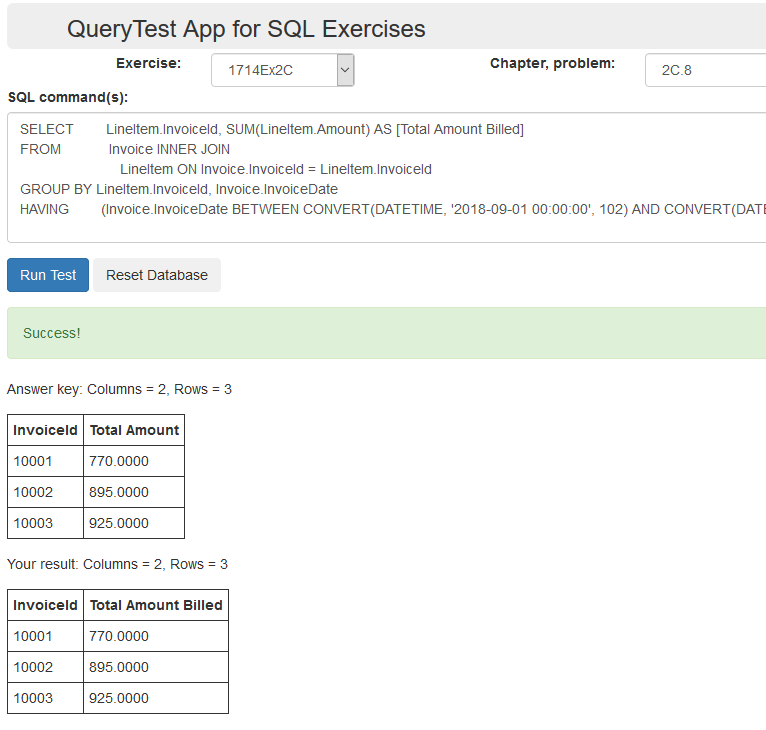 QueryTest App for SQL Exercises
Exercise: 1714Ex2C Chapter, problem: 2C.8
SQL command(s):
SELECT LineItem.InvoiceId, SUM(LineItem.Amount) AS [Total Amount Billed]
FROM Invoice INNER JOIN
LineItem ON Invoice.InvoiceId = LineItem.InvoiceId
GROUP BY LineItem.InvoiceId, Invoice.InvoiceDate
HAVING (Invoice.InvoiceDate BETWEEN CONVERT(DATETIME, '2018-09-01 00:00:00', 102) AND CONVERT(DATE
Run Test Reset Database
Success!
Answer key: Columns = 2, Rows = 3
InvoiceId Total Amount
10001 770.0000
10002 895.0000
10003 925.0000
Your result: Columns = 2, Rows = 3
InvoiceId Total Amount Billed
10001 770.0000
10002 895.0000
10003 925.0000